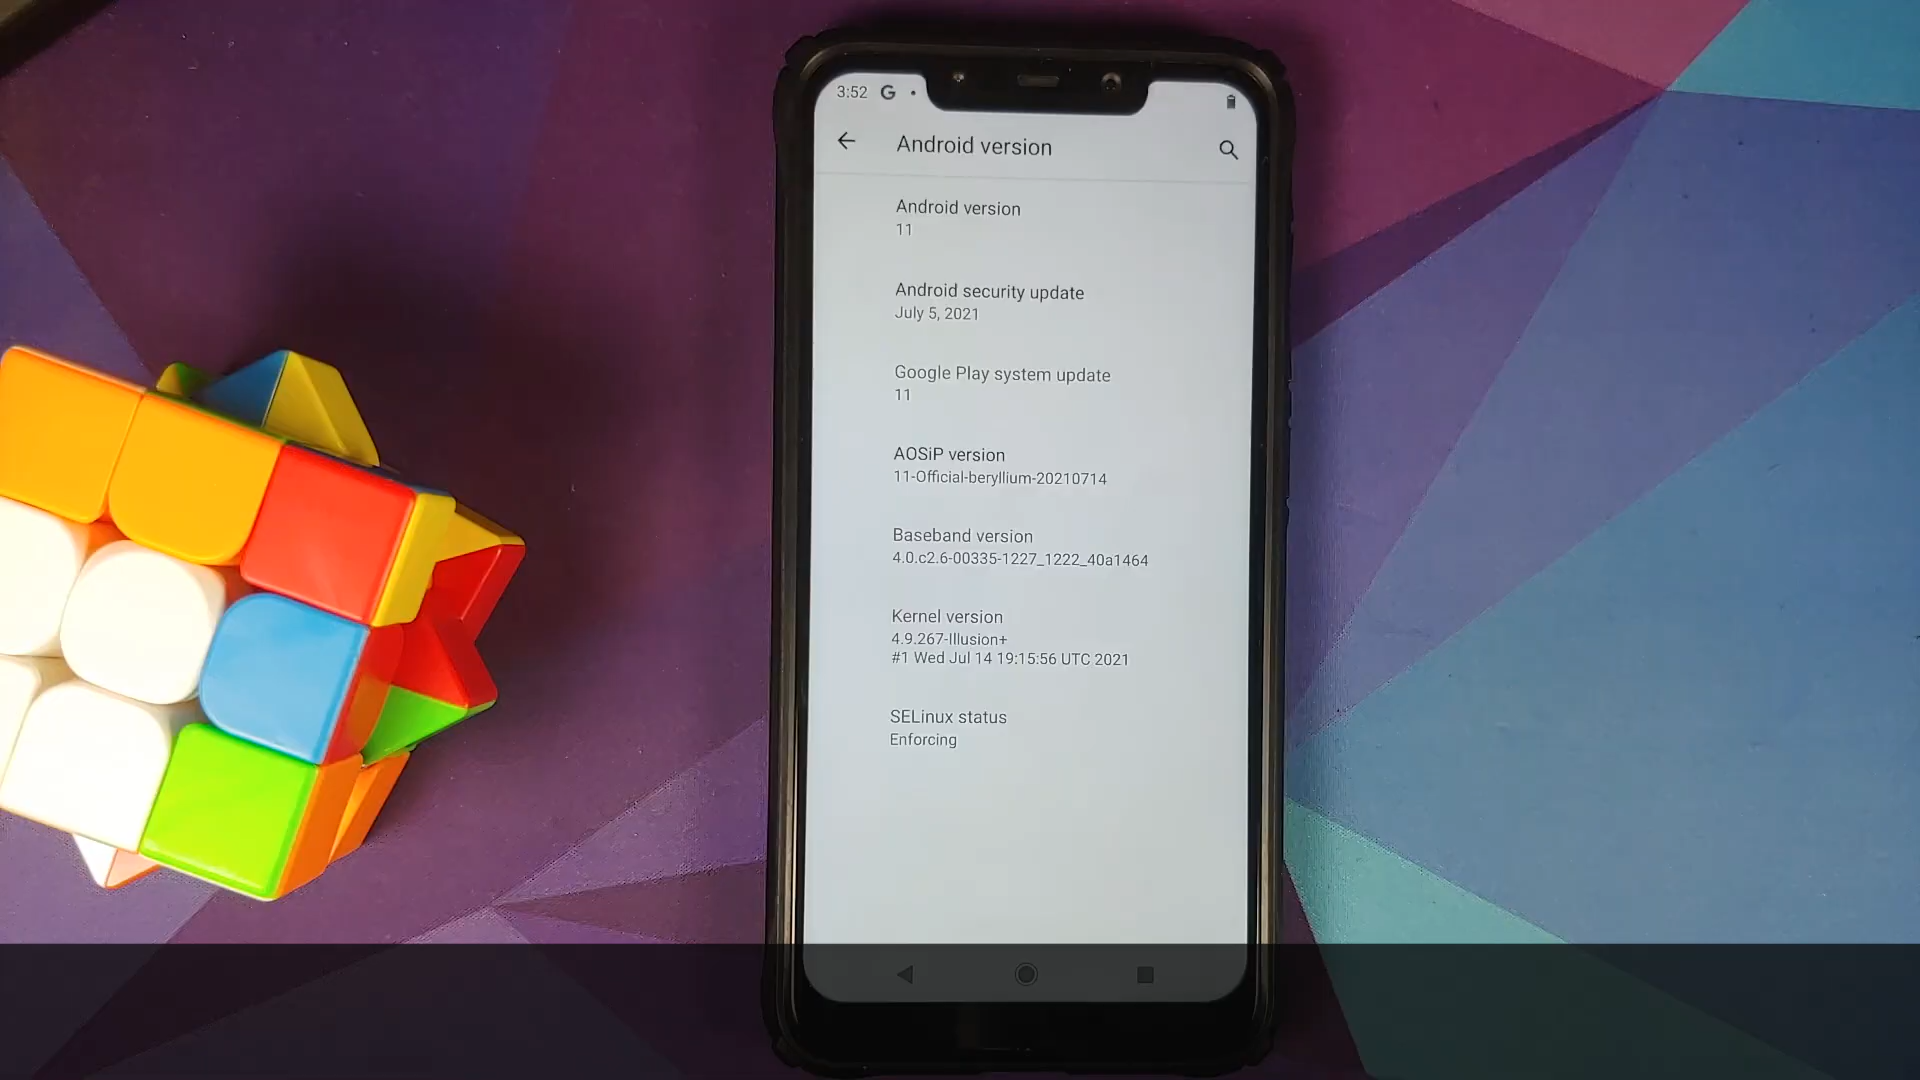 3:52 G
Android version
Android version
11
Android security update
July 5, 2021
Google Play system update
11
AOSiP version
11-Official-beryllium-20210714
Baseband version
4.0.c2.6-00335-1227_1222_40a1464
Kernel version
4.9.267-Illusion+
#1 Wed Jul 14 19:15:56 UTC 2021
SELinux status
Enforcing